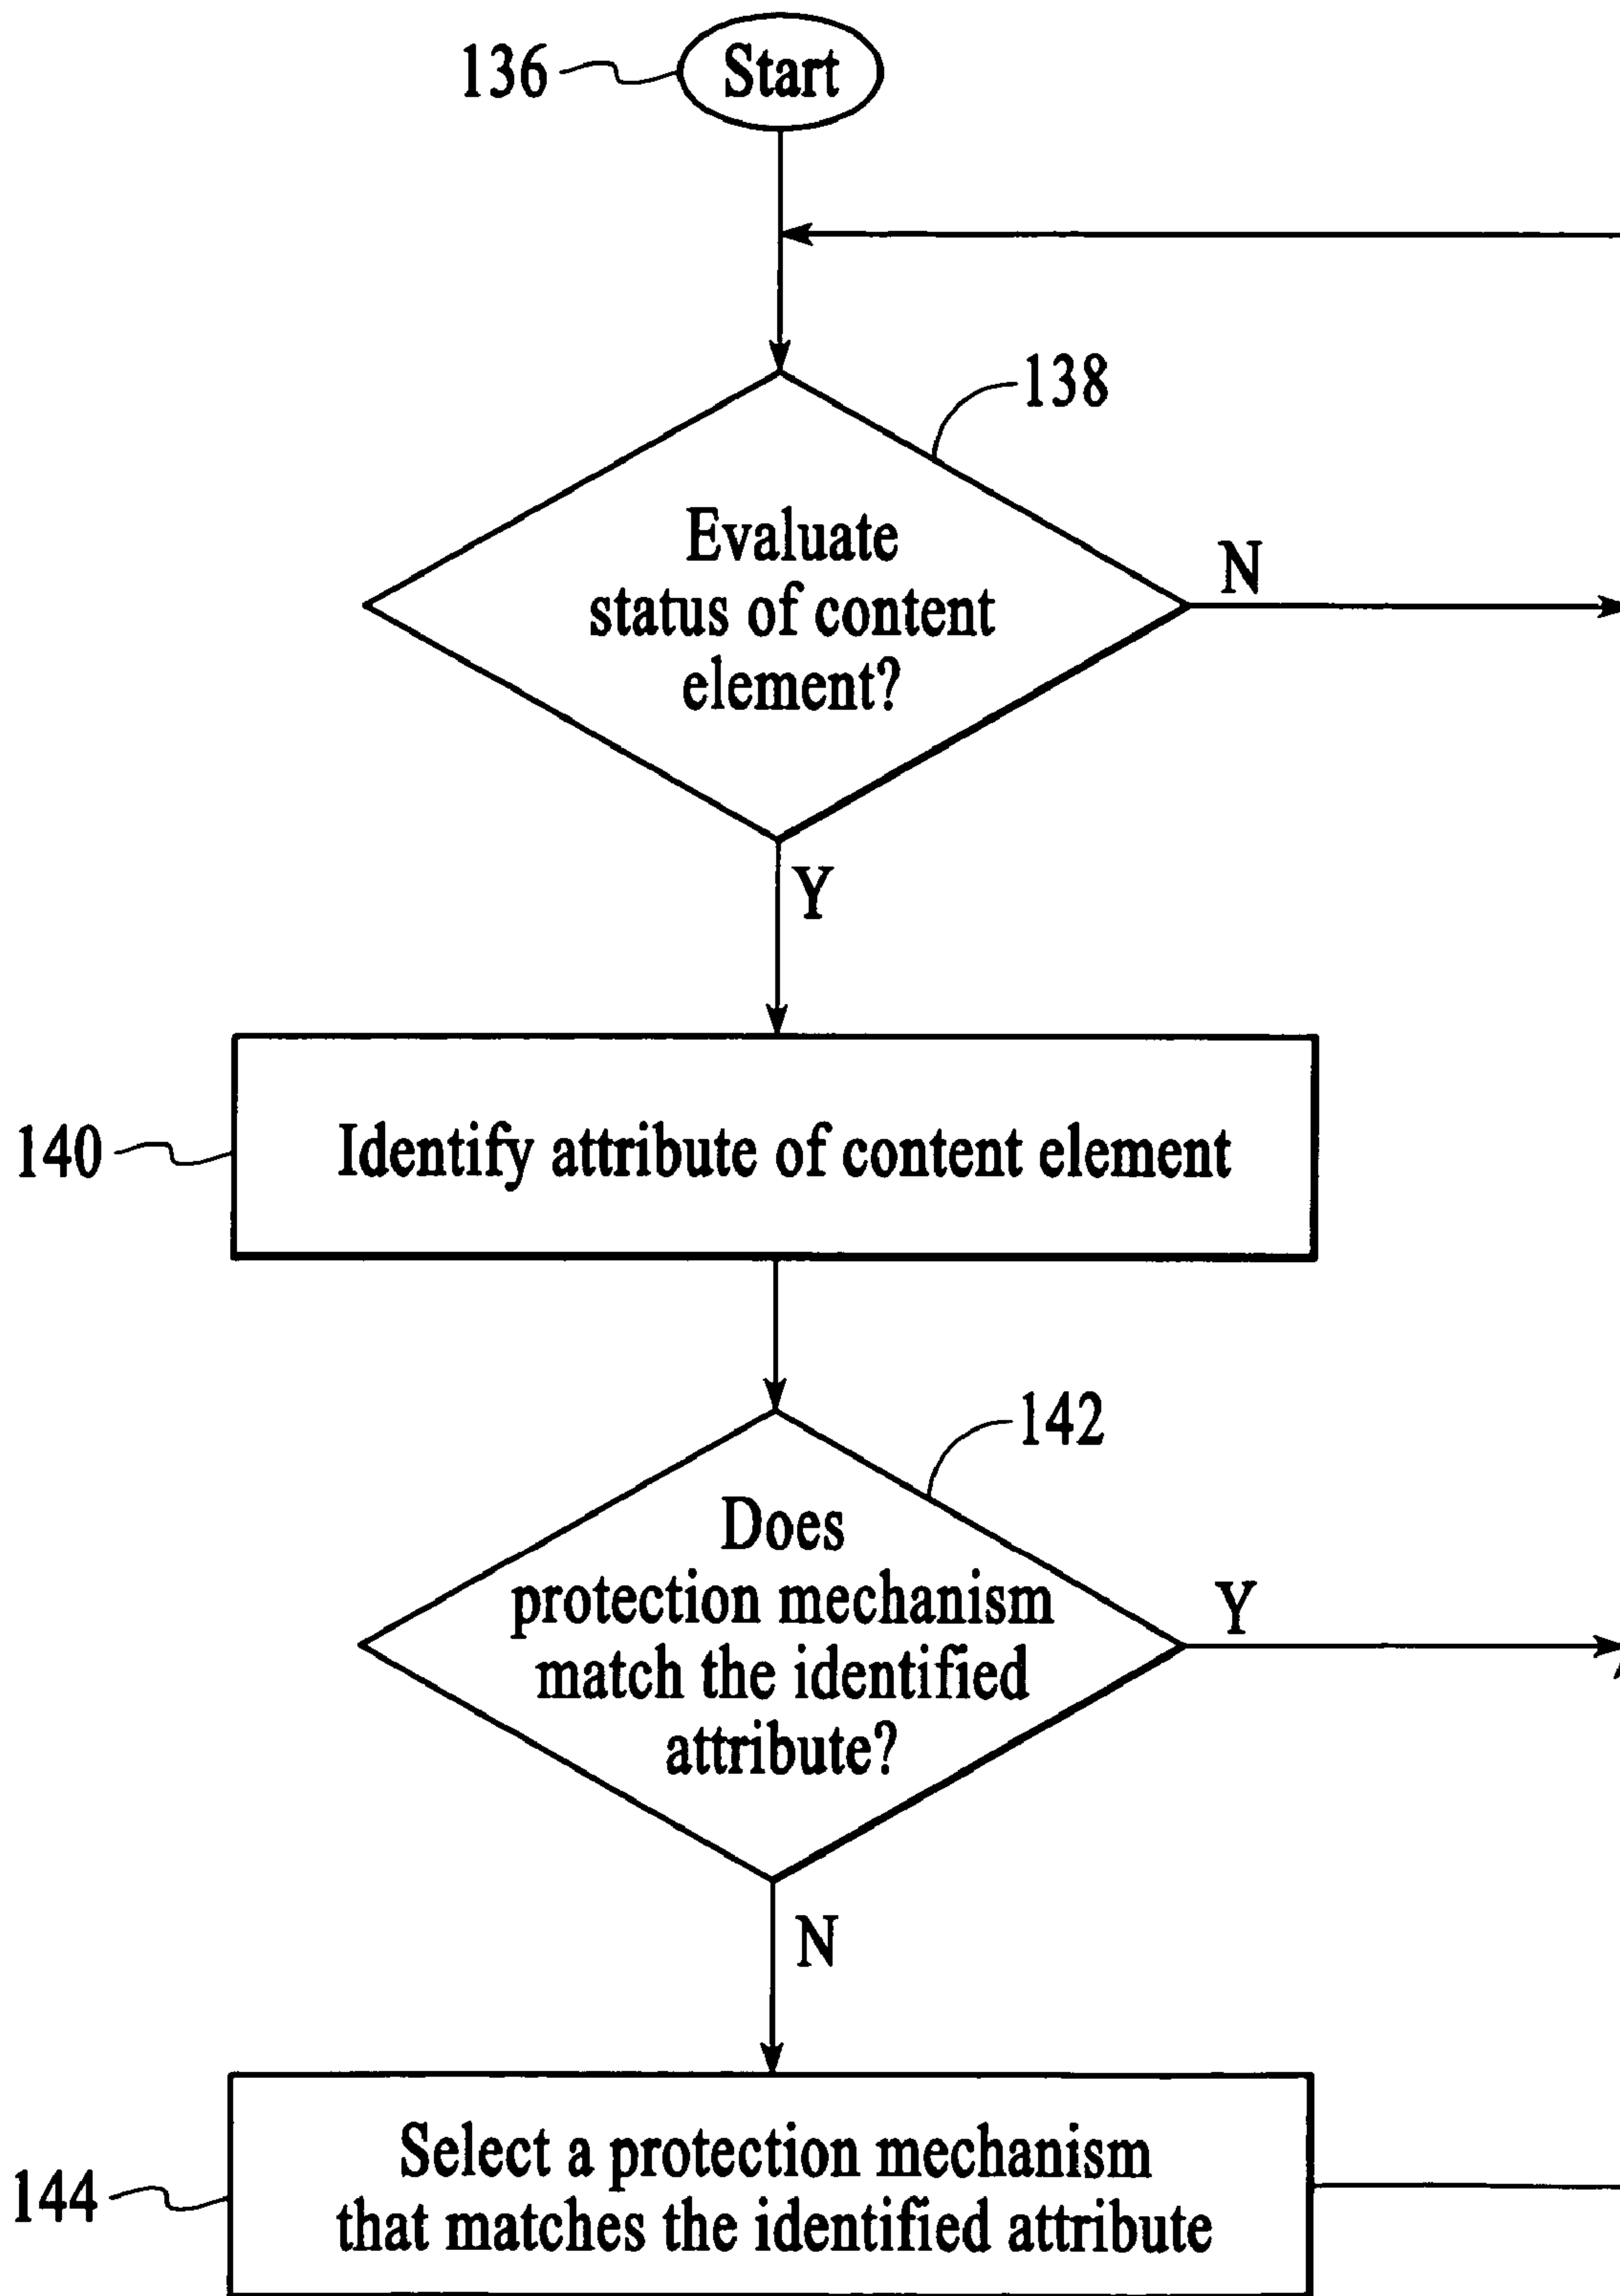 136
Start
138
Evaluate
status of content
element?
N
Y
140
Identify attribute of content element
142
Does
protection mechanism
match the identified
attribute?
Y
N
144
Select a protection mechanism
that matches the identified attribute